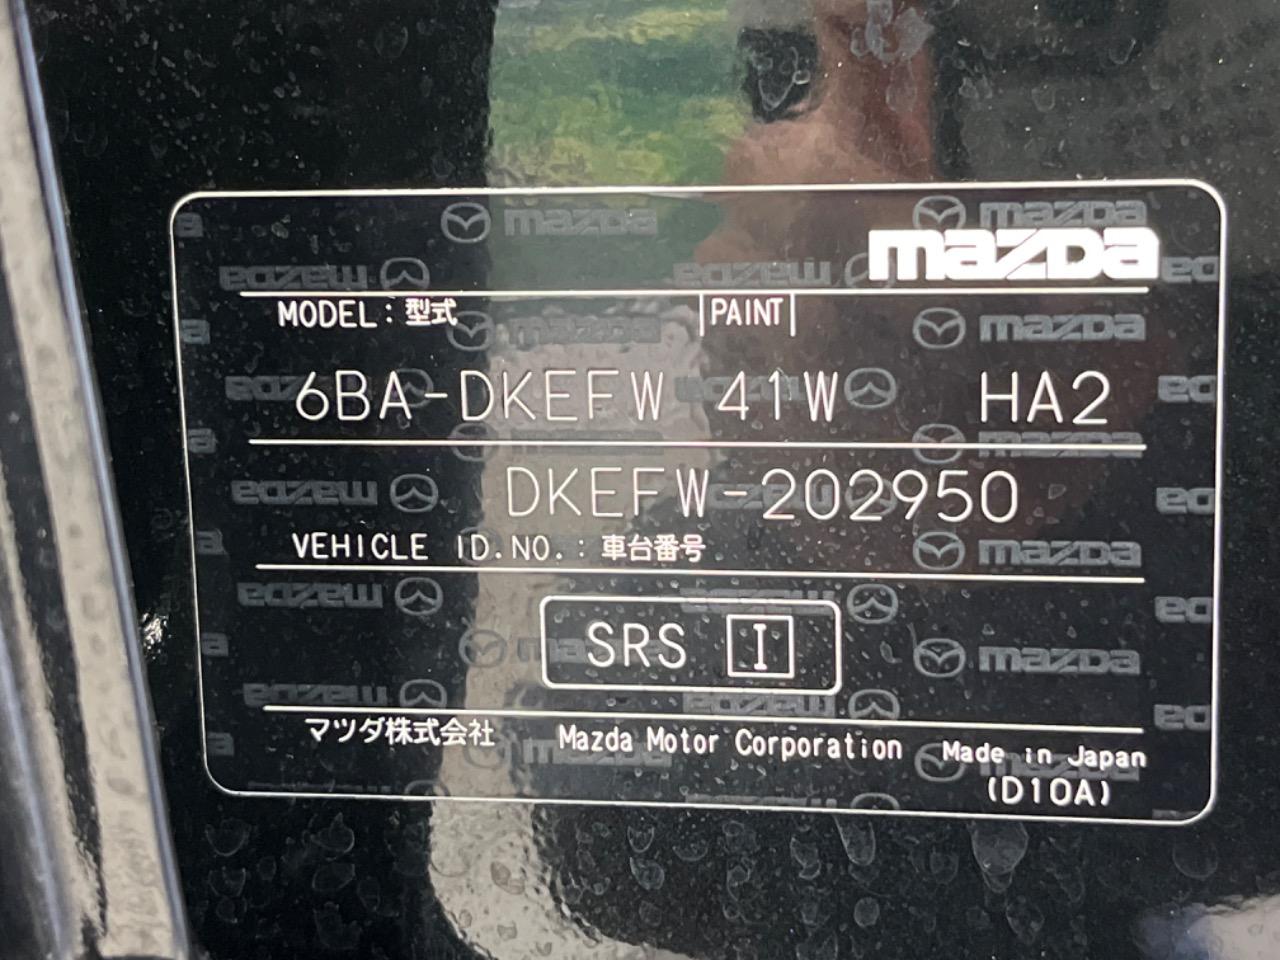 mazda
MODEL：型式 PAINT
6BA-DKEFW 41W HA2
DKEFW-202950
VEHICLE ID.NO.：車台番号
SRS I
マツダ株式会社 Mazda Motor Corporation Made in Japan
(D10A)